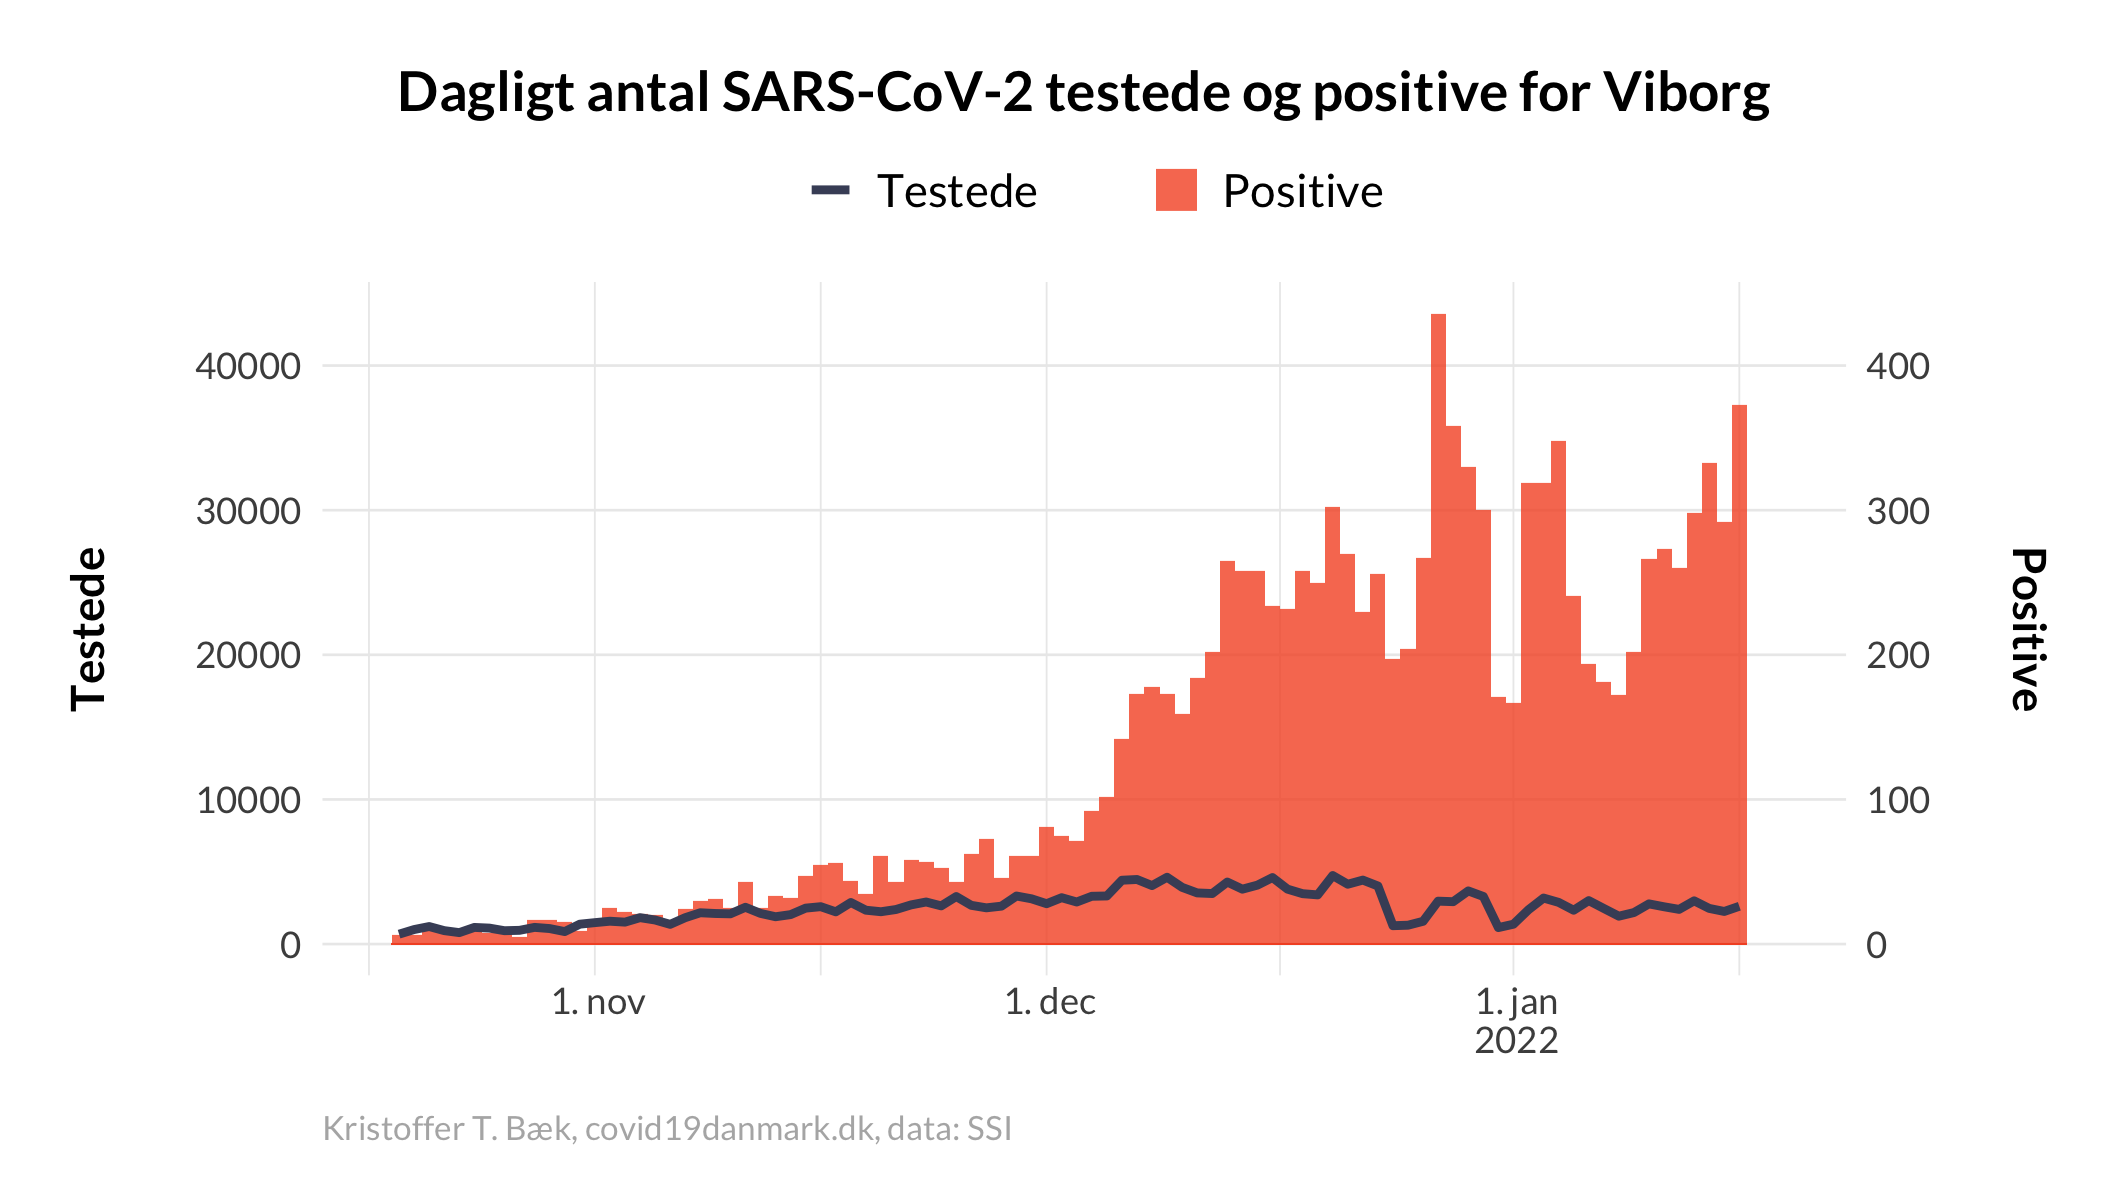 Dagligt antal SARS-CoV-2 testede og positive for Viborg
Testede
Positive
40000
30000
20000
10000
0
400
300
200
100
0
Testede
Positive
1. nov
1. dec
1. jan
2022
Kristoffer T. Bæk, covid19danmark.dk, data: SSI